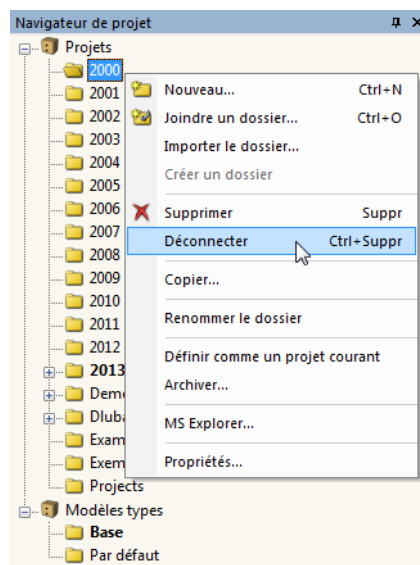 Navigateur de projet
Projets
2000
2001
2002
2003
2004
2005
2006
2007
2008
2009
2010
2011
2012
2013
Demo
Dluba
Exam
Exem
Projects
Modèles types
Base
Par défaut
Nouveau... Ctrl+N
Joindre un dossier... Ctrl+O
Importer le dossier...
Créer un dossier
Supprimer Suppr
Déconnecter Ctrl+Suppr
Copier...
Renommer le dossier
Définir comme un projet courant
Archiver...
MS Explorer...
Propriétés...